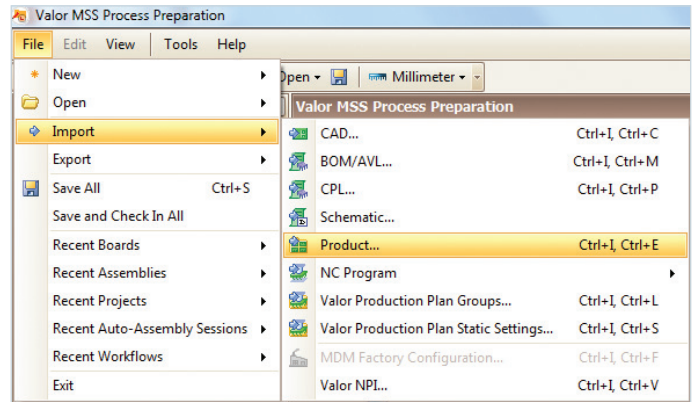 Valor MSS Process Preparation
File Edit View Tools Help
New
Open
Import
Export
Save All Ctrl+S
Save and Check In All
Recent Boards
Recent Assemblies
Recent Projects
Recent Auto-Assembly Sessions
Recent Workflows
Exit
Open Millimeter
Valor MSS Process Preparation
CAD... Ctrl+I, Ctrl+C
BOM/AVL... Ctrl+I, Ctrl+M
CPL... Ctrl+I, Ctrl+P
Schematic...
Product... Ctrl+I, Ctrl+E
NC Program
Valor Production Plan Groups... Ctrl+I, Ctrl+L
Valor Production Plan Static Settings... Ctrl+I, Ctrl+S
MDM Factory Configuration... Ctrl+I, Ctrl+F
Valor NPI... Ctrl+I, Ctrl+V